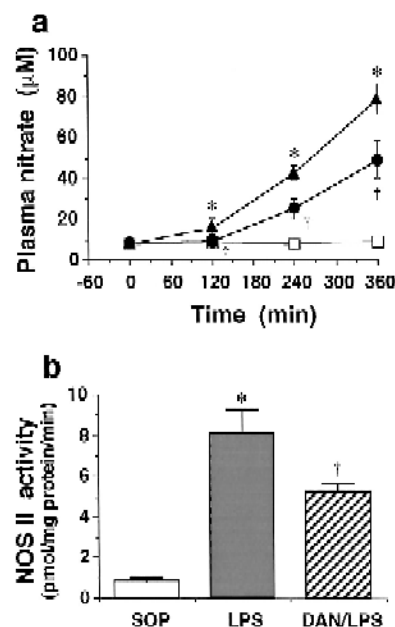 a
Plasma nitrate (μM)
100
80
60
40
20
0
* * *
† † †
-60 0 60 120 180 240 300 360
Time (min)
b
NOS II activity
(pmol/mg protein/min)
10
8
6
4
2
0
*
†
SOP LPS DAN/LPS